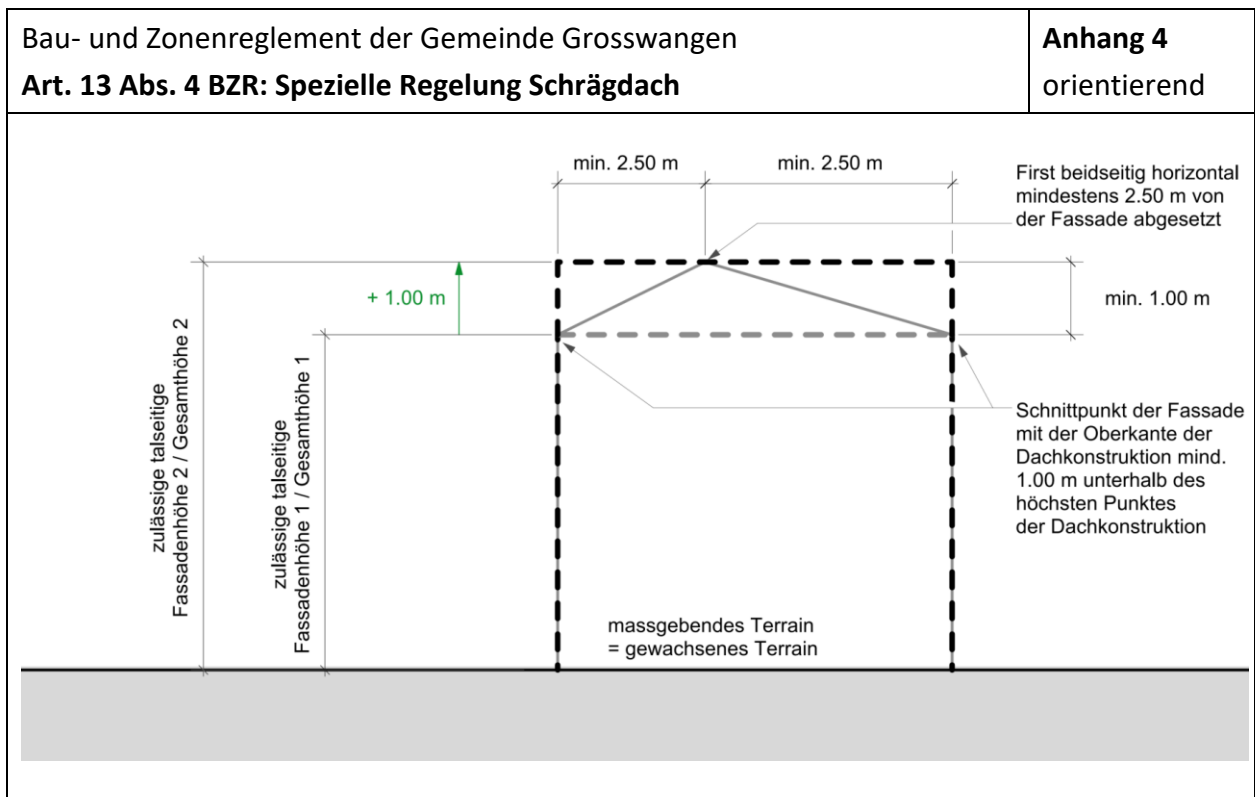 Bau- und Zonenreglement der Gemeinde Grosswangen
Art. 13 Abs. 4 BZR: Spezielle Regelung Schrägdach
Anhang 4
orientierend
min. 2.50 m
min. 2.50 m
First beidseitig horizontal
mindestens 2.50 m von
der Fassade abgesetzt
+ 1.00 m
min. 1.00 m
zulässige talseitige
Fassadenhöhe 2 / Gesamthöhe 2
zulässige talseitige
Fassadenhöhe 1 / Gesamthöhe 1
Schnittpunkt der Fassade
mit der Oberkante der
Dachkonstruktion mind.
1.00 m unterhalb des
höchsten Punktes
der Dachkonstruktion
massgebendes Terrain
= gewachsenes Terrain